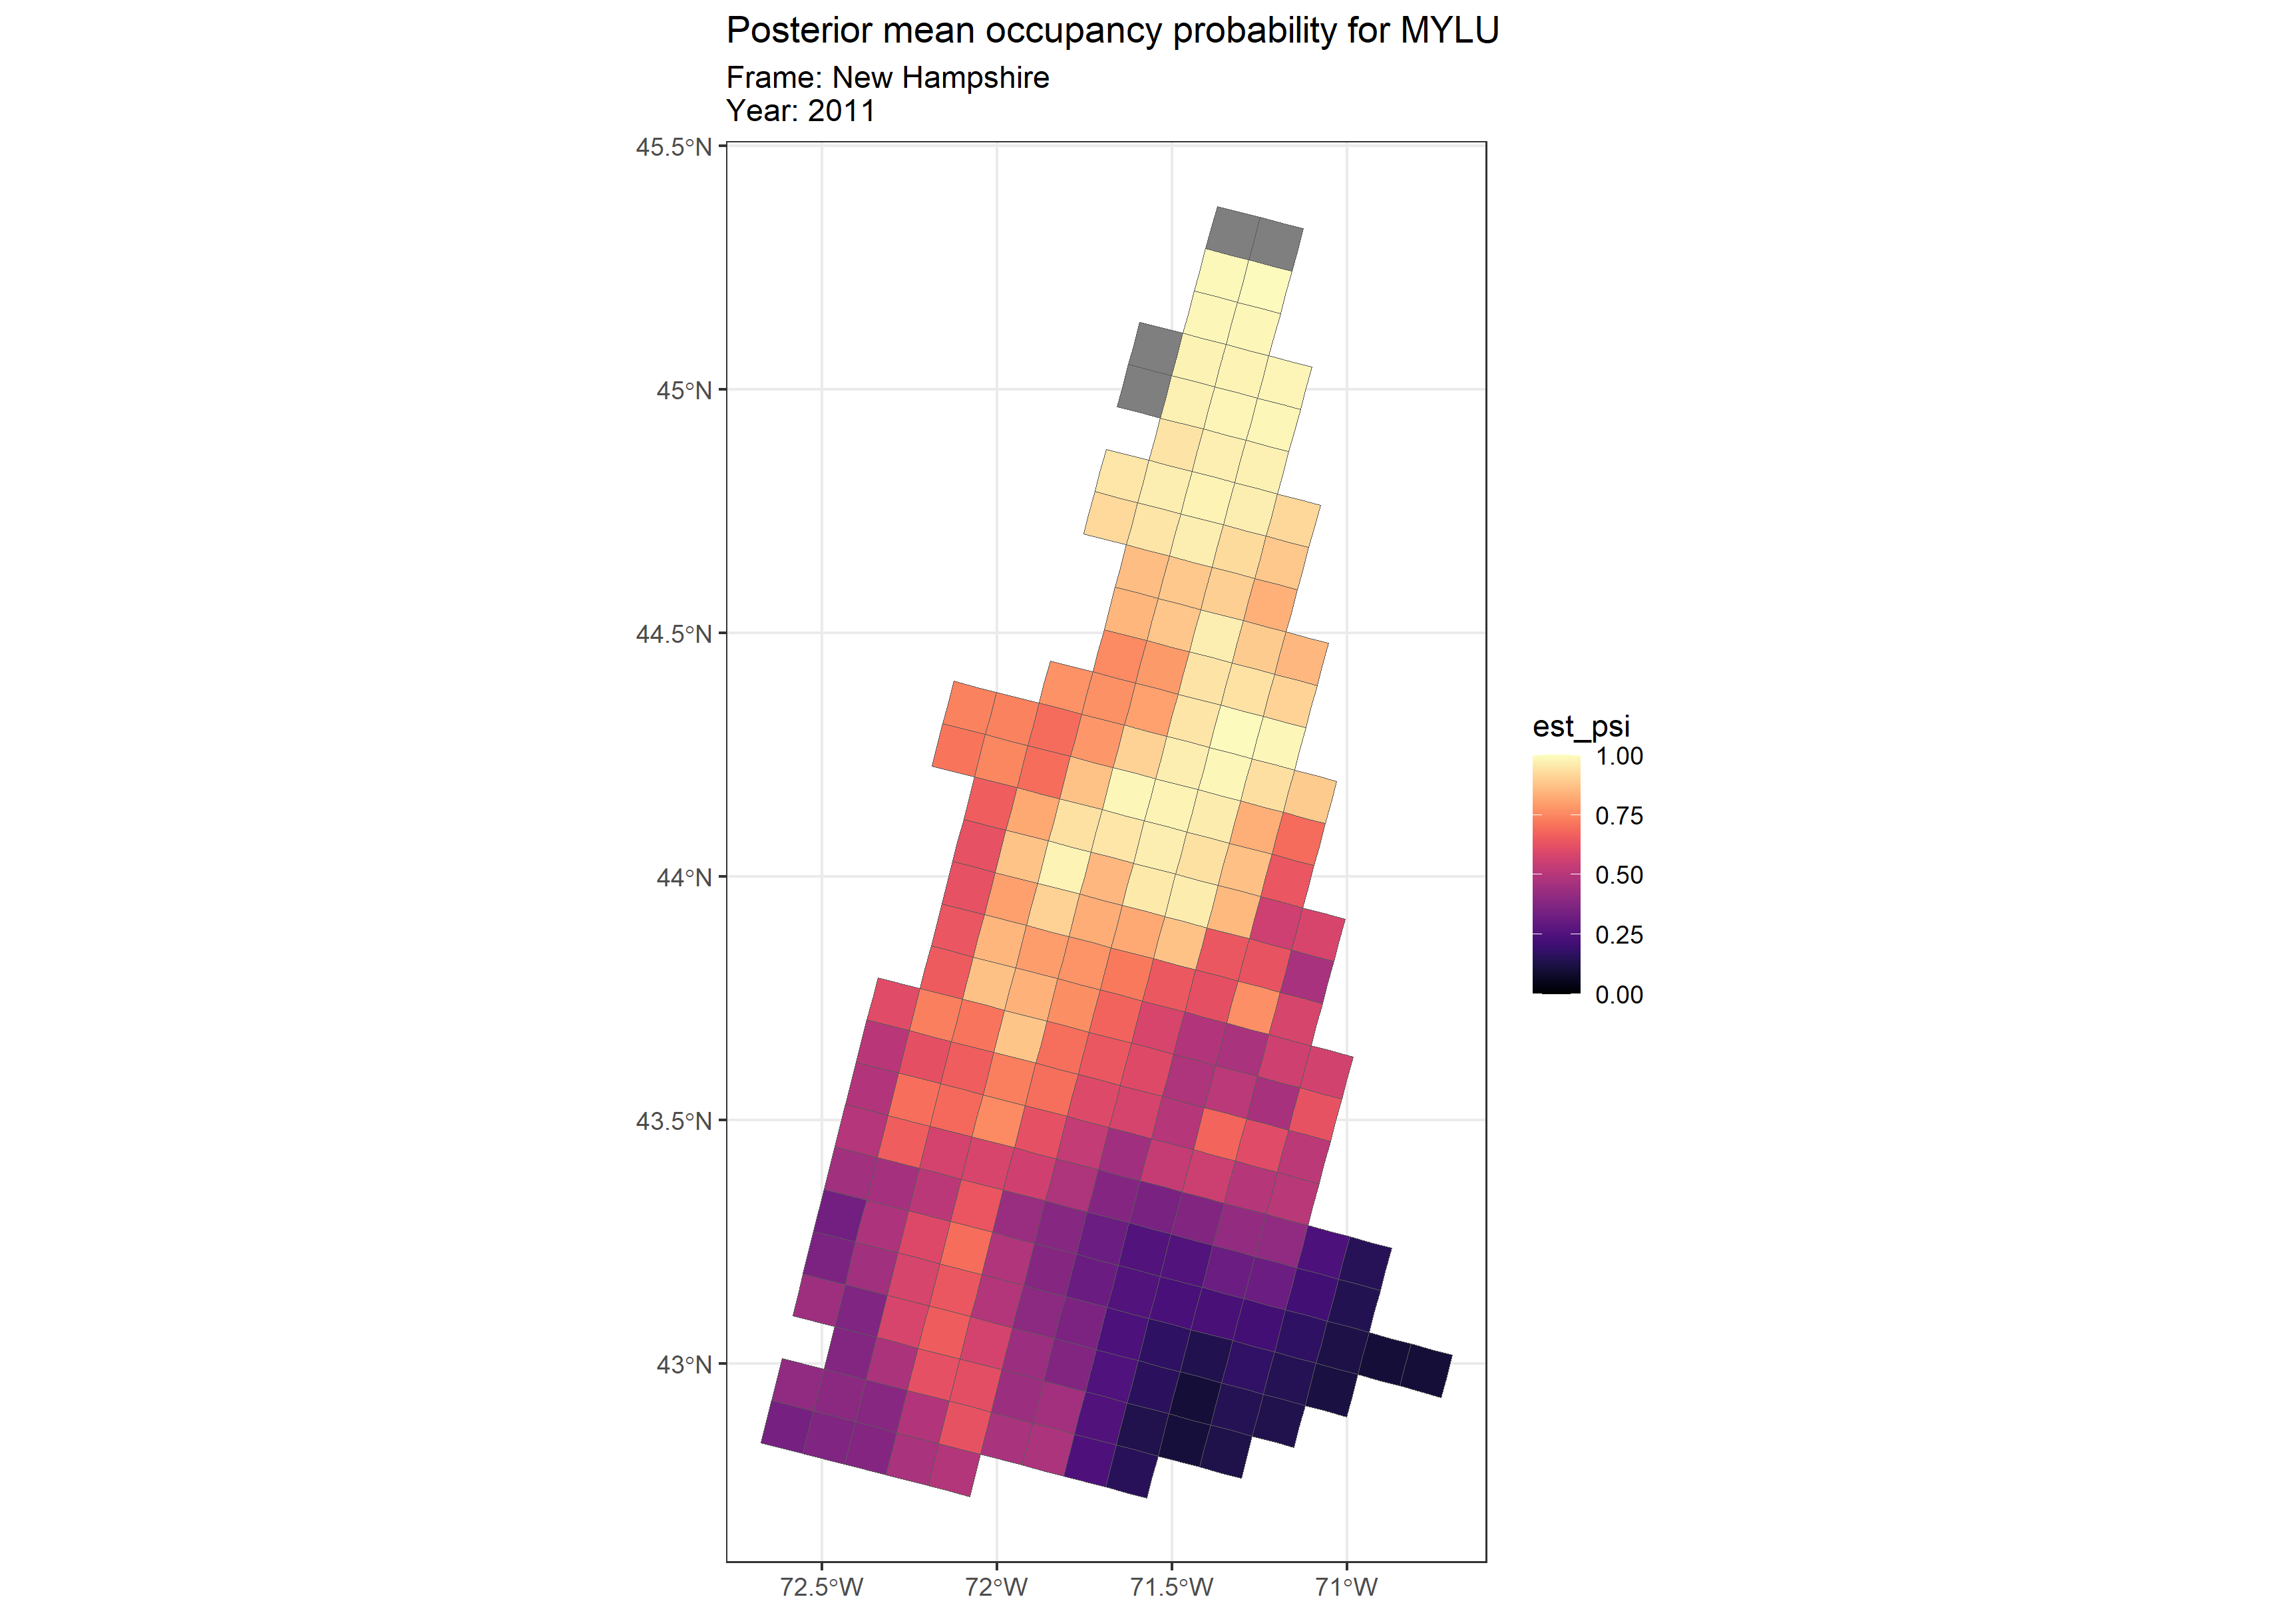 Posterior mean occupancy probability for MYLU
Frame: New Hampshire
Year: 2011
45.5°N
45°N
44.5°N
44°N
43.5°N
43°N
72.5°W
72°W
71.5°W
71°W
est_psi
1.00
0.75
0.50
0.25
0.00